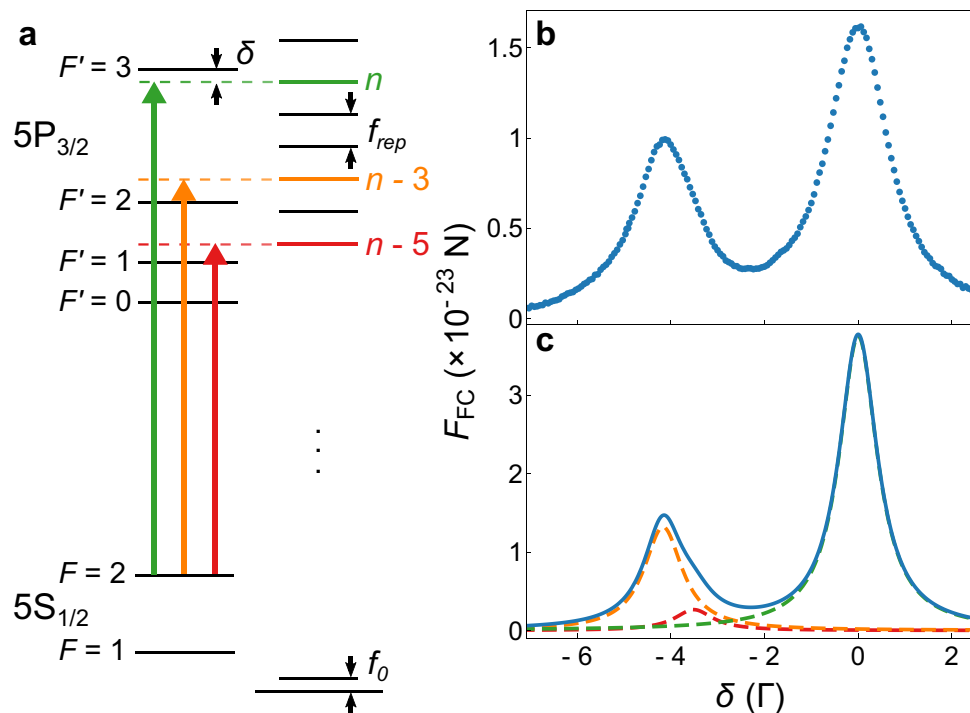 a
F′ = 3
δ
n
5P3/2
frep
n - 3
F′ = 2
n - 5
F′ = 1
F′ = 0
F = 2
5S1/2
F = 1
f0
b
1.5
1
0.5
0
c
3
2
1
0
FFC (×10⁻²³ N)
- 6 - 4 - 2 0 2
δ (Γ)